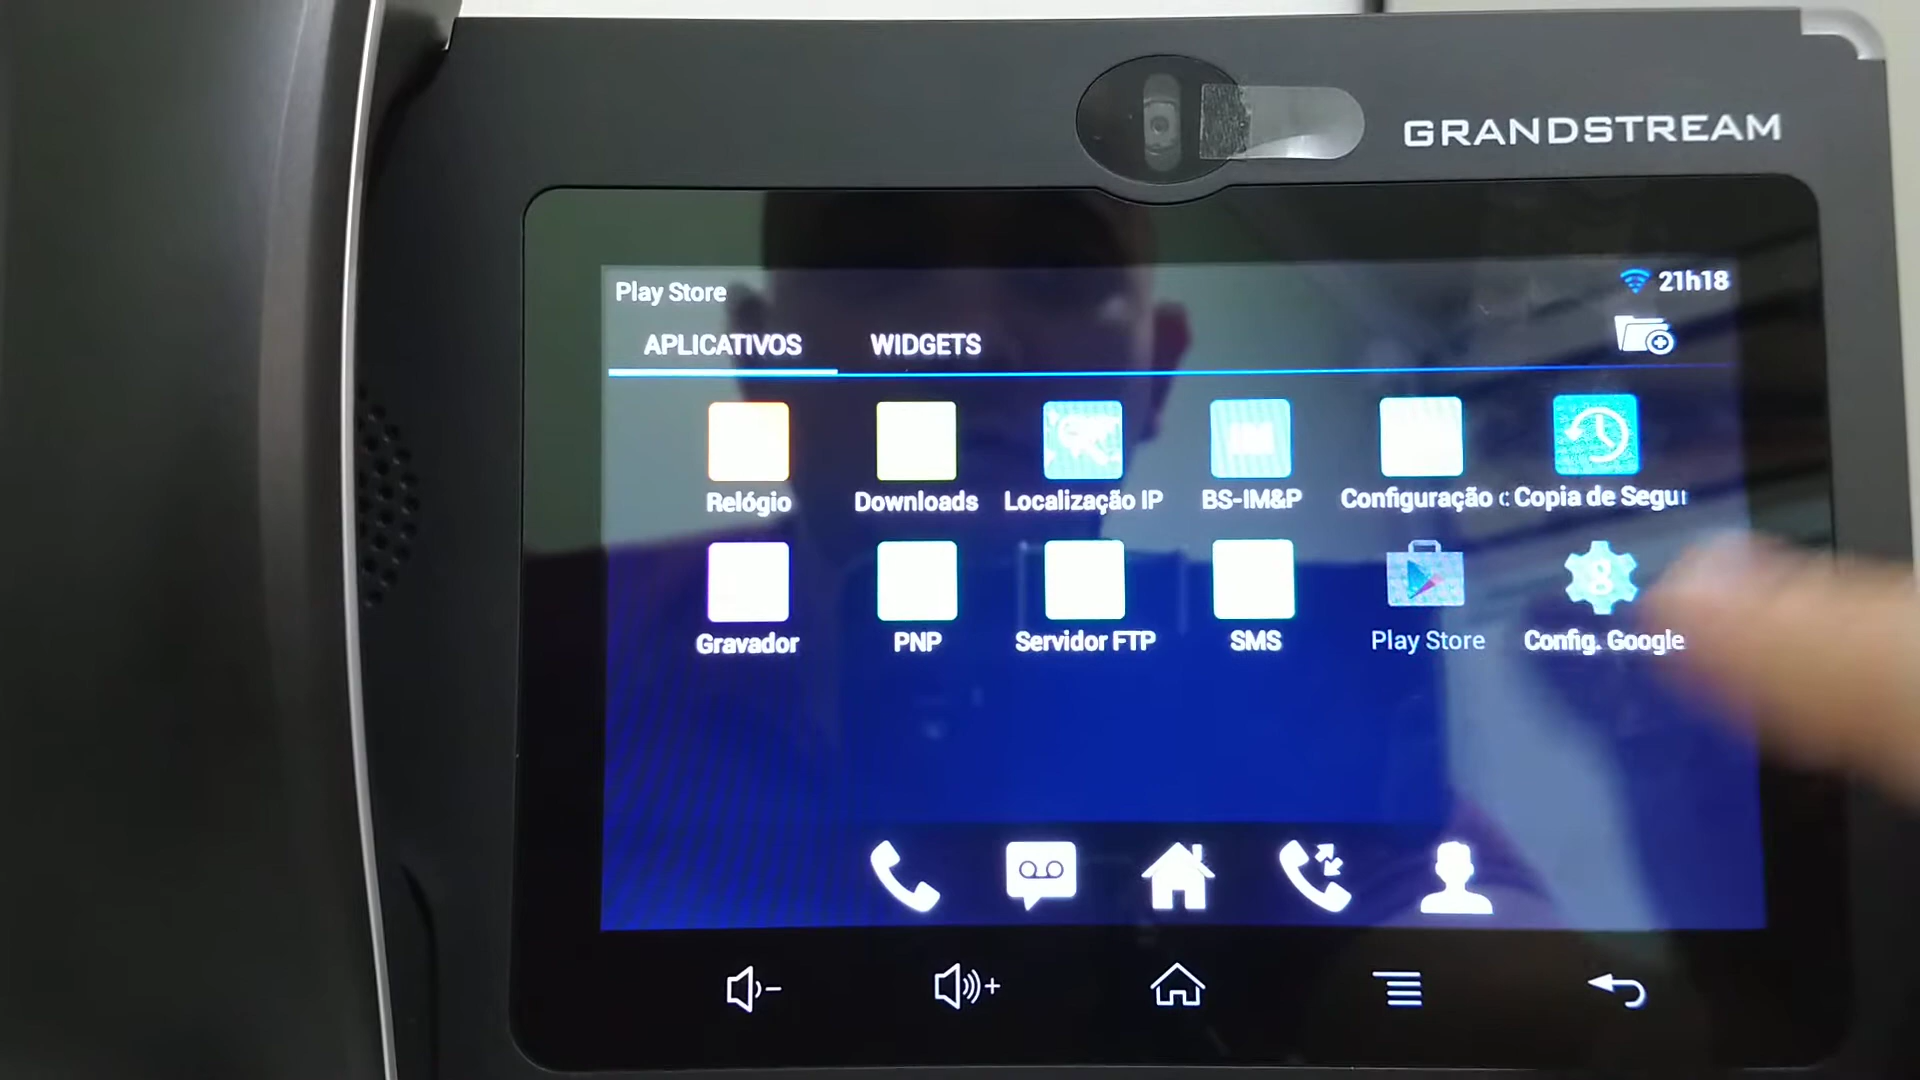 GRANDSTREAM
Play Store
21h18
APLICATIVOS WIDGETS
Relógio Downloads Localização IP BS-IM&P Configuração Copia de Segu
Gravador PNP Servidor FTP SMS Play Store Config. Google